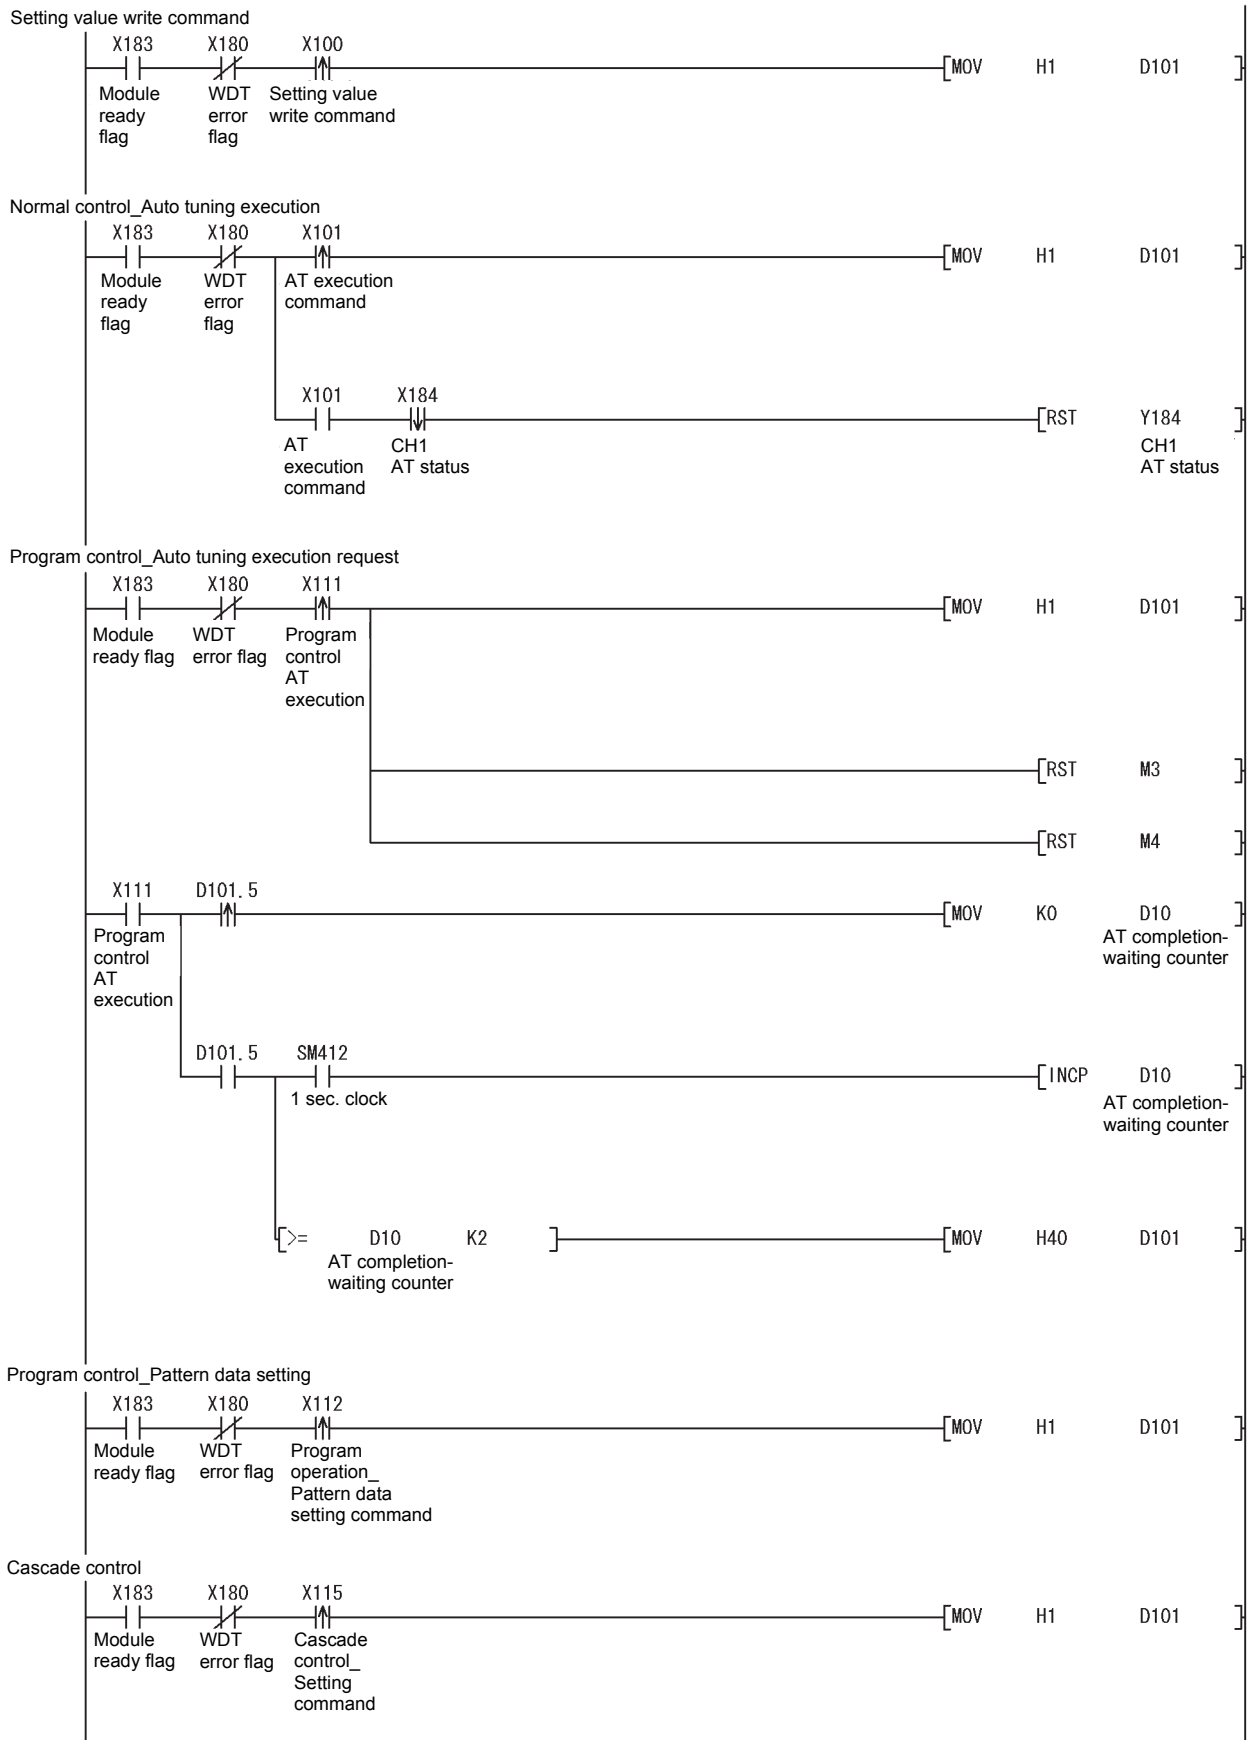 Setting value write command
X183 X180 X100
[MOV H1 D101 ]
Module ready flag
WDT error flag
Setting value write command
Normal control_Auto tuning execution
X183 X180 X101
[MOV H1 D101 ]
Module ready flag
WDT error flag
AT execution command
X101 X184
[RST Y184 ]
AT execution command
CH1 AT status
CH1 AT status
Program control_Auto tuning execution request
X183 X180 X111
[MOV H1 D101 ]
Module ready flag
WDT error flag
Program control AT execution
[RST M3 ]
[RST M4 ]
X111 D101.5
[MOV K0 D10 ]
Program control AT execution
AT completion-waiting counter
D101.5 SM412
[INCP D10 ]
1 sec. clock
AT completion-waiting counter
[>= D10 K2 ] [MOV H40 D101 ]
AT completion-waiting counter
Program control_Pattern data setting
X183 X180 X112
[MOV H1 D101 ]
Module ready flag
WDT error flag
Program operation_ Pattern data setting command
Cascade control
X183 X180 X115
[MOV H1 D101 ]
Module ready flag
WDT error flag
Cascade control_ Setting command